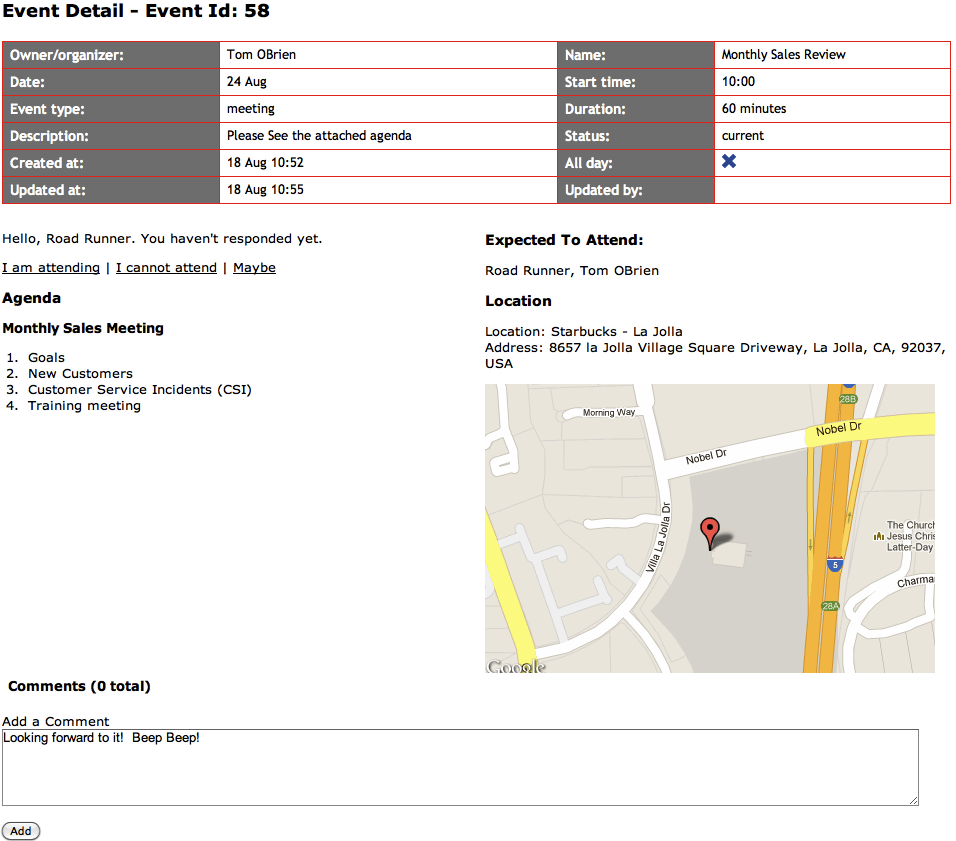 Event Detail - Event Id: 58
Owner/organizer: Tom OBrien Name: Monthly Sales Review
Date: 24 Aug Start time: 10:00
Event type: meeting Duration: 60 minutes
Description: Please See the attached agenda Status: current
Created at: 18 Aug 10:52 All day:
Updated at: 18 Aug 10:55 Updated by:
Hello, Road Runner. You haven't responded yet.
I am attending | I cannot attend | Maybe
Agenda
Monthly Sales Meeting
1. Goals
2. New Customers
3. Customer Service Incidents (CSI)
4. Training meeting
Expected To Attend:
Road Runner, Tom OBrien
Location
Location: Starbucks - La Jolla
Address: 8657 la Jolla Village Square Driveway, La Jolla, CA, 92037,
USA
28B
Morning Way
Nobel Dr
Nobel Dr
Villa La Jolla Dr
The Church
Jesus Chris
Latter-Day
5
Charma
28A
Google
Comments (0 total)
Add a Comment
Looking forward to it! Beep Beep!
Add